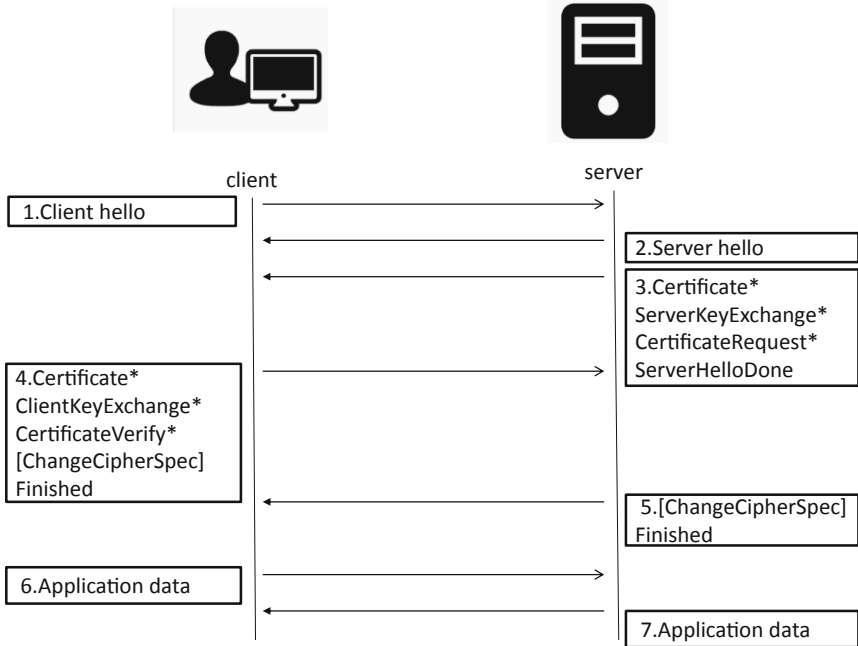 client
server
1.Client hello
2.Server hello
3.Certificate*
ServerKeyExchange*
CertificateRequest*
ServerHelloDone
4.Certificate*
ClientKeyExchange*
CertificateVerify*
[ChangeCipherSpec]
Finished
5.[ChangeCipherSpec]
Finished
6.Application data
7.Application data